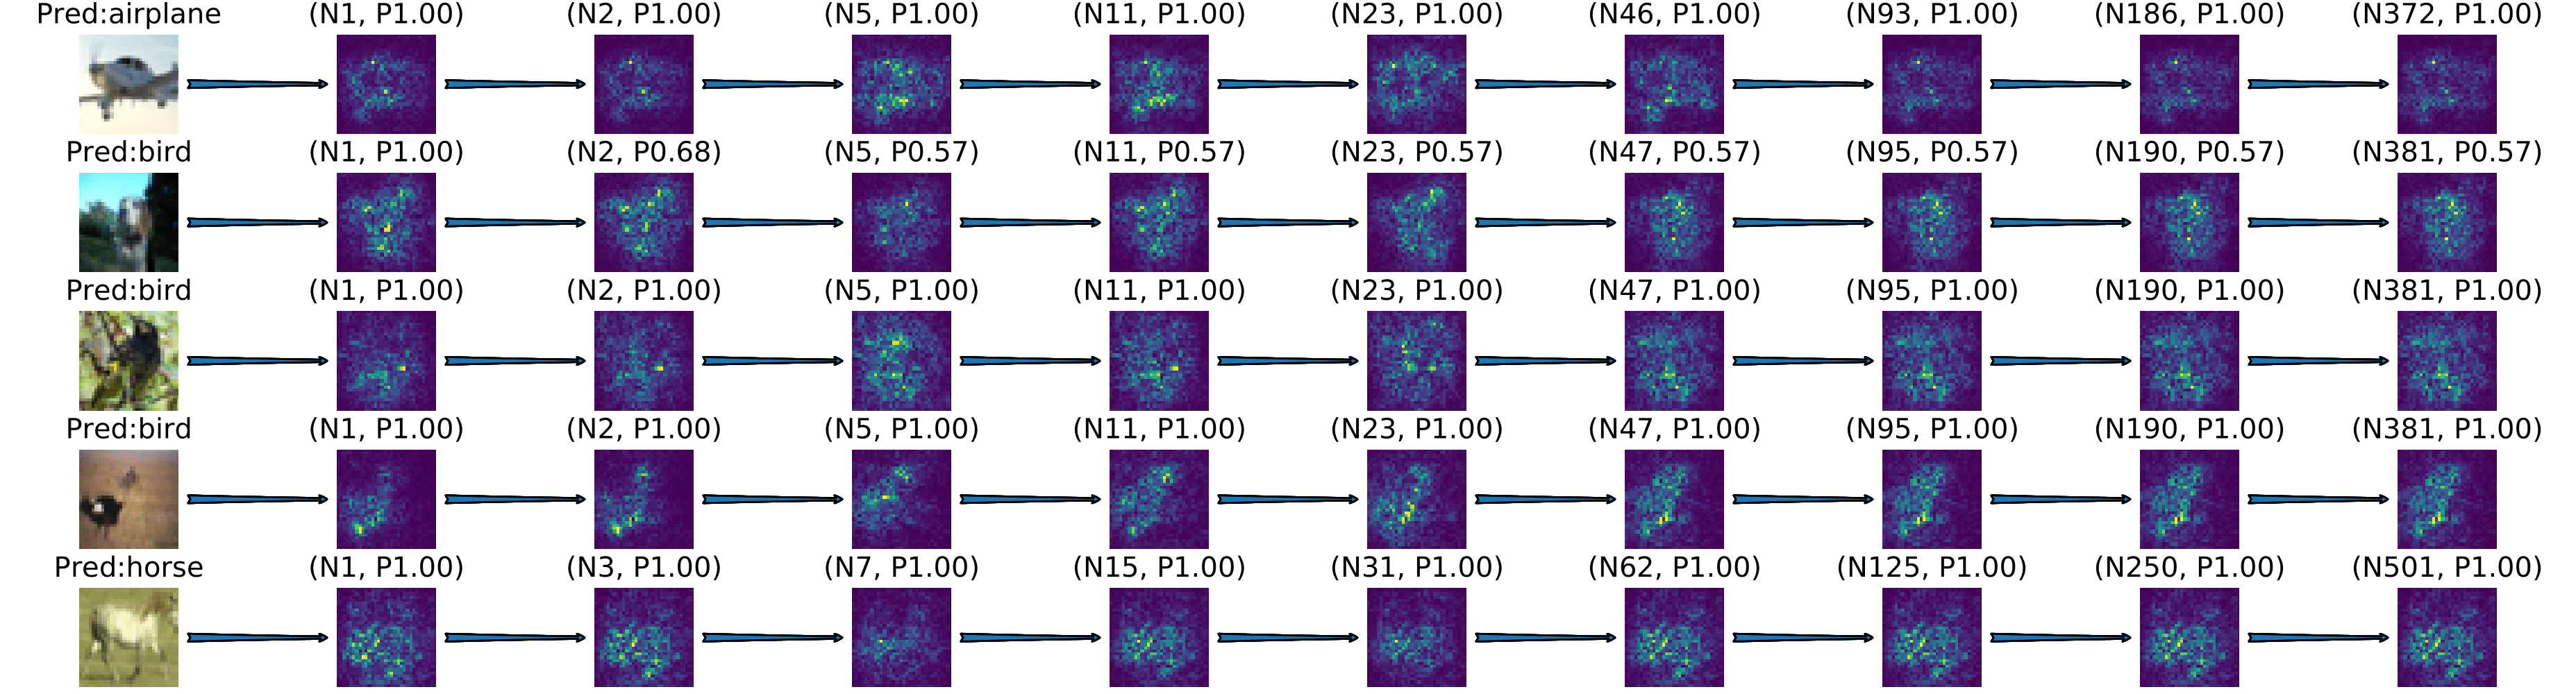 Pred:airplane (N1, P1.00) (N2, P1.00) (N5, P1.00) (N11, P1.00) (N23, P1.00) (N46, P1.00) (N93, P1.00) (N186, P1.00) (N372, P1.00)
Pred:bird (N1, P1.00) (N2, P0.68) (N5, P0.57) (N11, P0.57) (N23, P0.57) (N47, P0.57) (N95, P0.57) (N190, P0.57) (N381, P0.57)
Pred:bird (N1, P1.00) (N2, P1.00) (N5, P1.00) (N11, P1.00) (N23, P1.00) (N47, P1.00) (N95, P1.00) (N190, P1.00) (N381, P1.00)
Pred:bird (N1, P1.00) (N2, P1.00) (N5, P1.00) (N11, P1.00) (N23, P1.00) (N47, P1.00) (N95, P1.00) (N190, P1.00) (N381, P1.00)
Pred:horse (N1, P1.00) (N3, P1.00) (N7, P1.00) (N15, P1.00) (N31, P1.00) (N62, P1.00) (N125, P1.00) (N250, P1.00) (N501, P1.00)